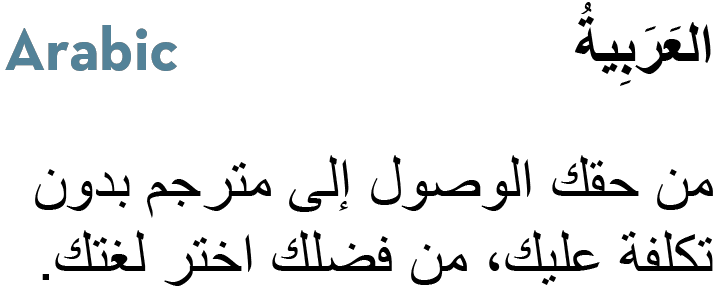 Arabic
العَرَبِيةُ
من حقك الوصول إلى مترجم بدون
تكلفة عليك، من فضلك اختر لغتك.